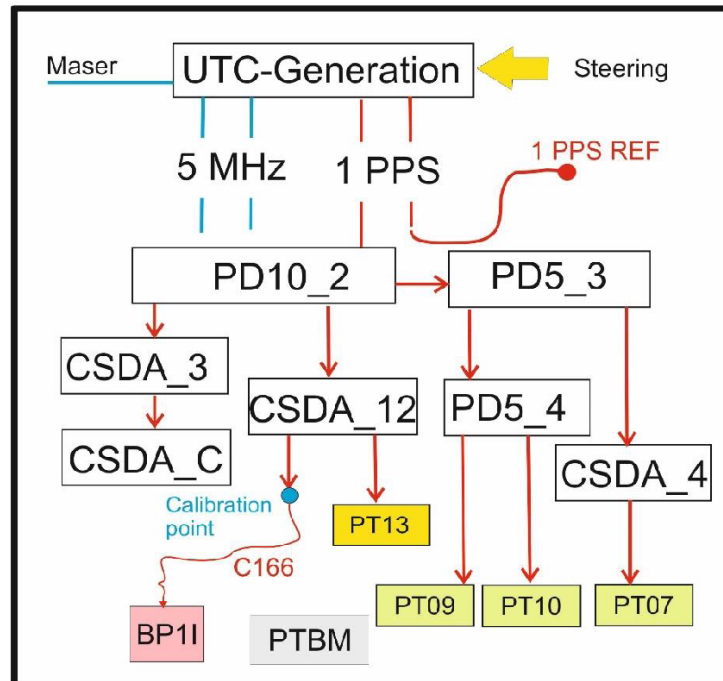 Maser
UTC-Generation
Steering
5 MHz
1 PPS
1 PPS REF
PD10_2
PD5_3
CSDA_3
CSDA_12
PD5_4
CSDA_C
CSDA_4
Calibration
point
PT13
C166
PT09
PT10
PT07
BP1I
PTBM